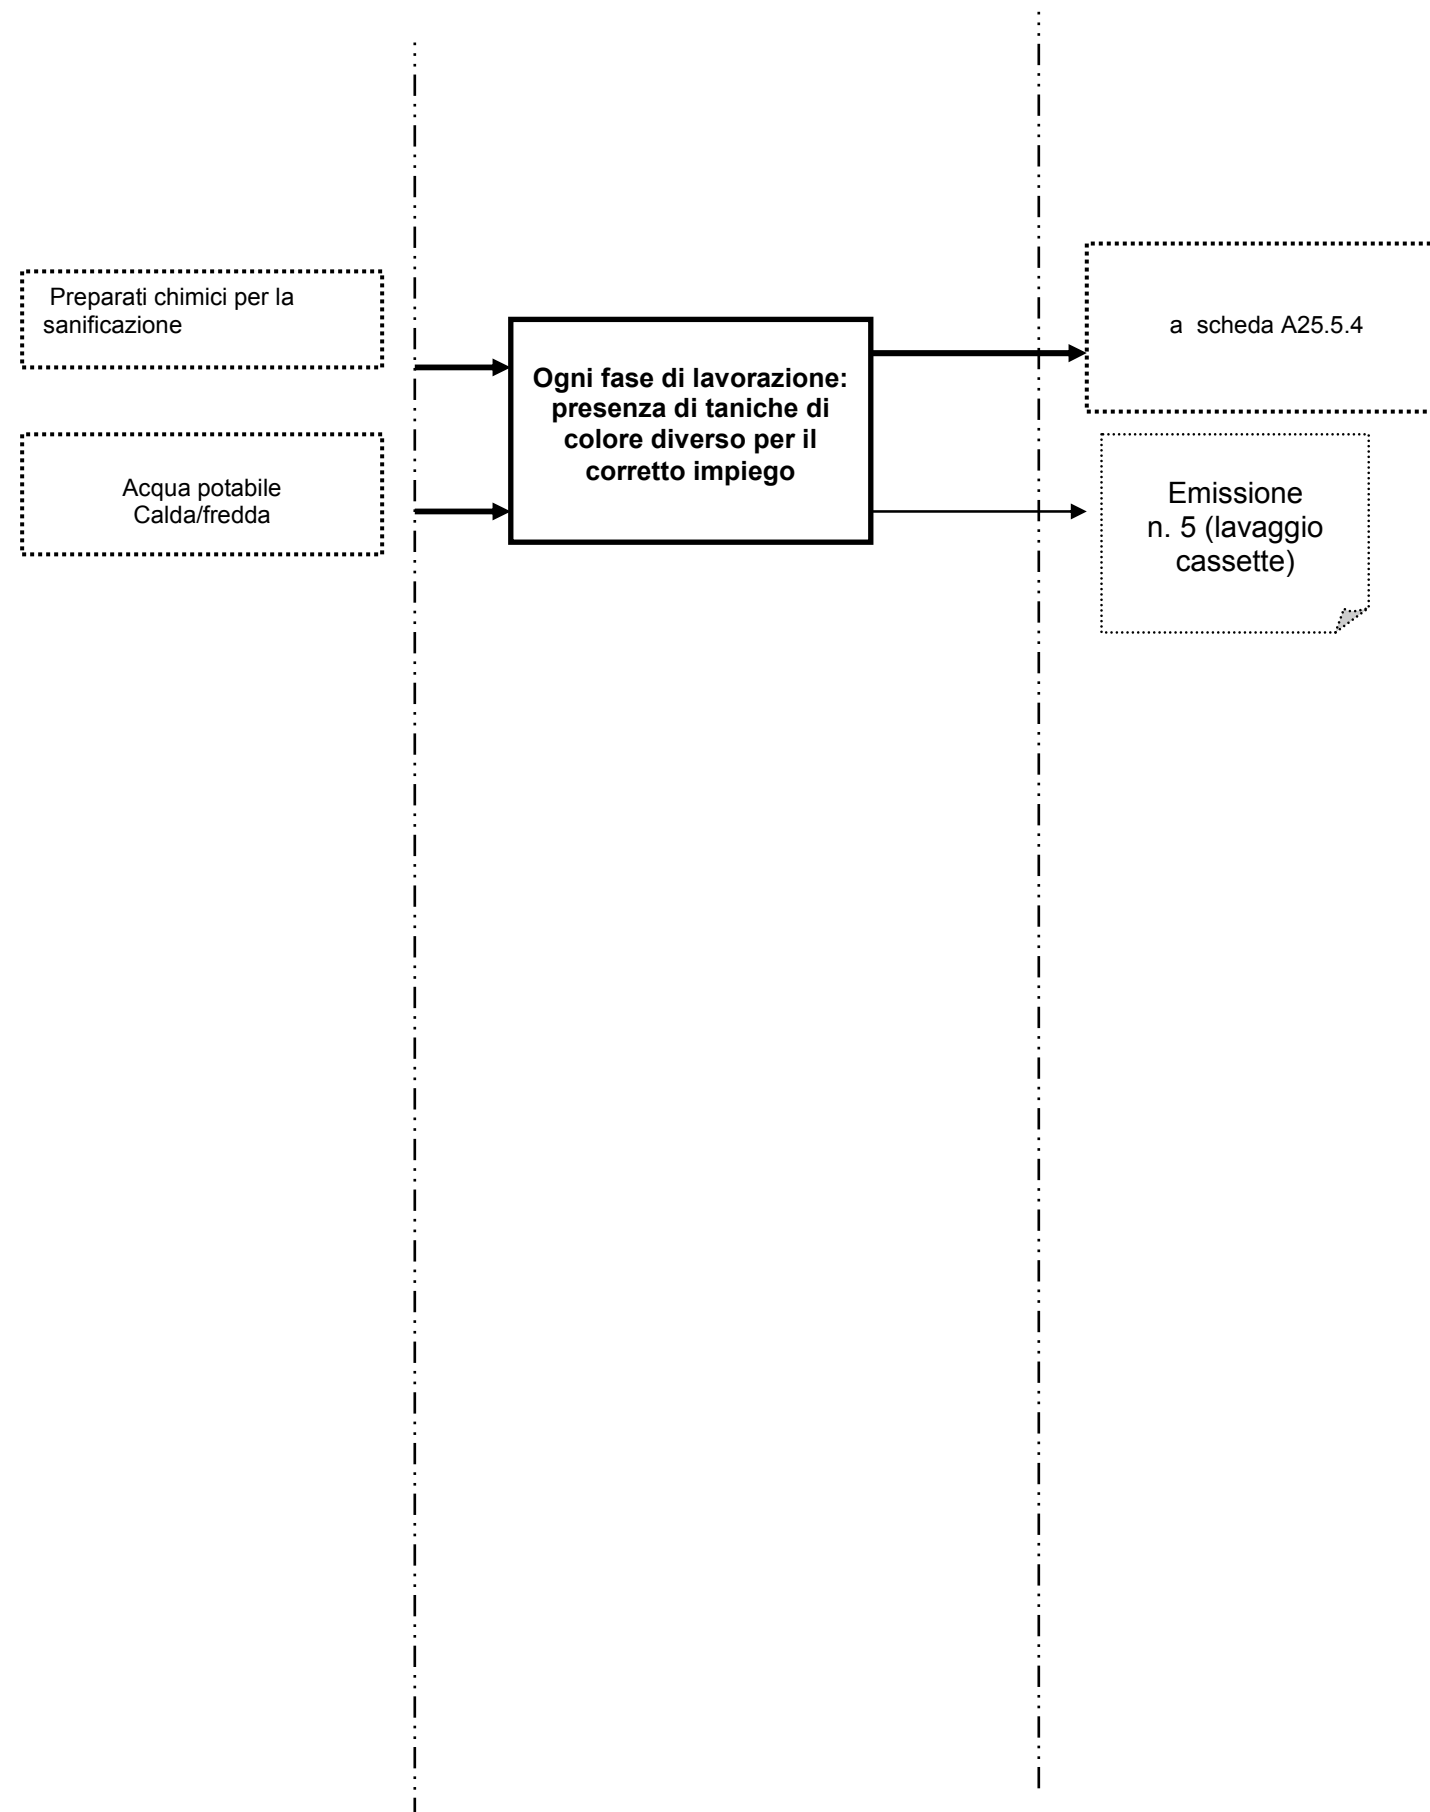 Preparati chimici per la
sanificazione
Acqua potabile
Calda/fredda
Ogni fase di lavorazione:
presenza di taniche di
colore diverso per il
corretto impiego
a scheda A25.5.4
Emissione
n. 5 (lavaggio
cassette)